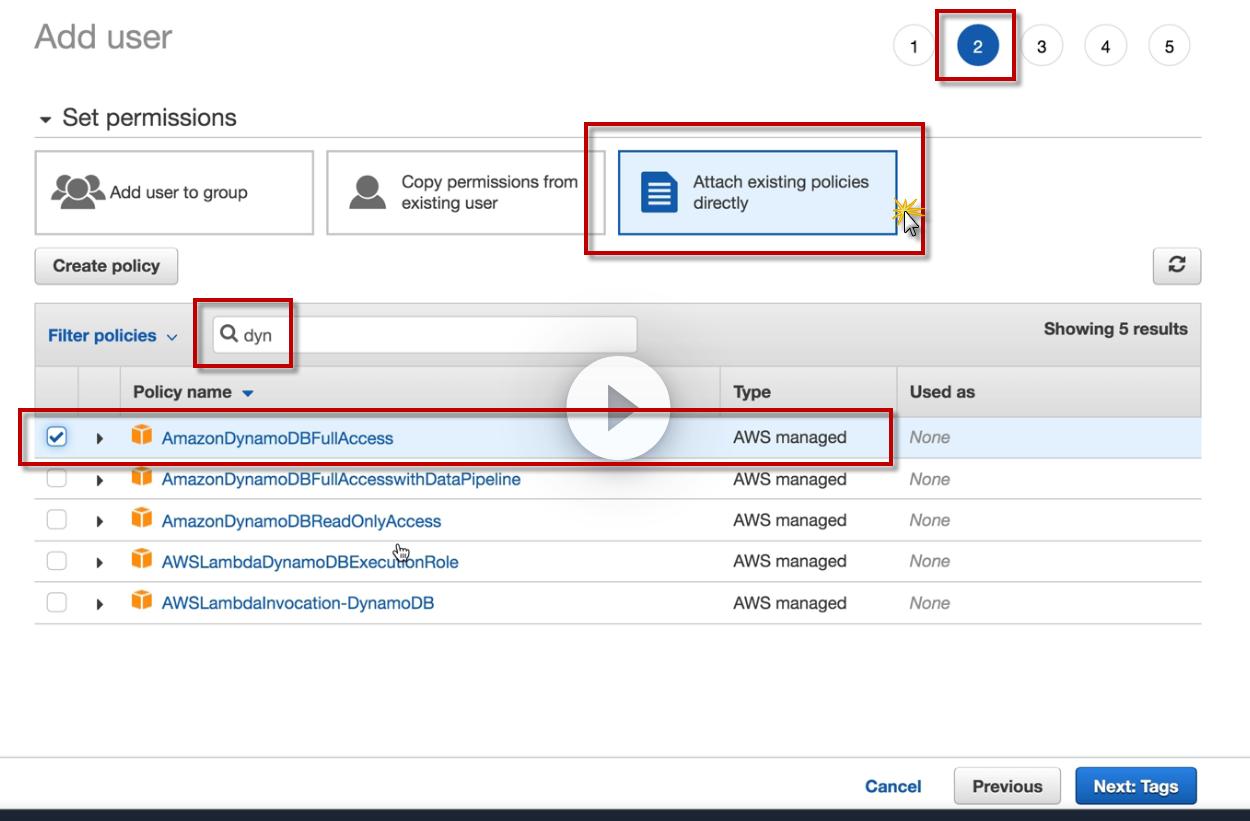 Add user
1 2 3 4 5
Set permissions
Add user to group
Copy permissions from
existing user
Attach existing policies
directly
Create policy
Filter policies
dyn
Showing 5 results
Policy name Type Used as
AmazonDynamoDBFullAccess AWS managed None
AmazonDynamoDBFullAccesswithDataPipeline AWS managed None
AmazonDynamoDBReadOnlyAccess AWS managed None
AWSLambdaDynamoDBExecutionRole AWS managed None
AWSLambdaInvocation-DynamoDB AWS managed None
Cancel Previous Next: Tags